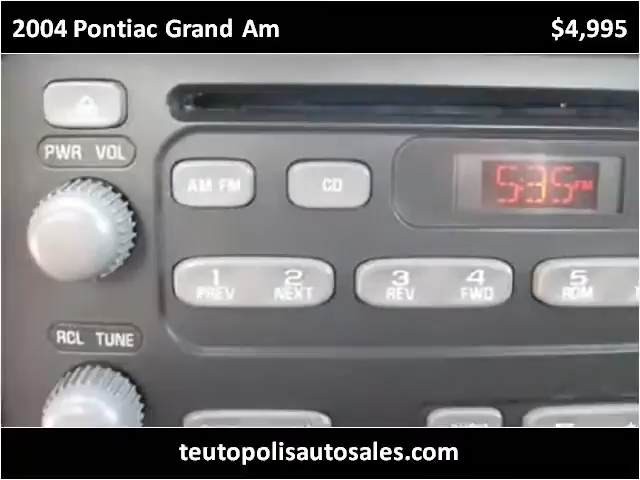 2004 Pontiac Grand Am $4,995
PWR VOL
AM FM CD 5:35 FM
1 2 3 4 5
PREV NEXT REV FWD RDM
RCL TUNE
teutopolisautosales.com